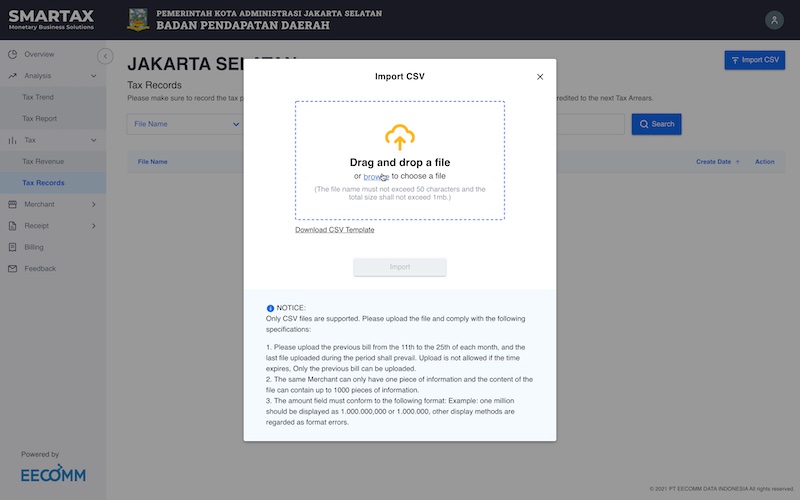 SMARTAX
Monetary Business Solutions
PEMERINTAH KOTA ADMINISTRASI JAKARTA SELATAN
BADAN PENDAPATAN DAERAH
Overview
Analysis
Tax Trend
Tax Report
Tax
Tax Revenue
Tax Records
Merchant
Receipt
Billing
Feedback
Powered by
EECOMM
JAKARTA SELATAN
Import CSV
Tax Records
Please make sure to record the tax p
redited to the next Tax Arrears.
File Name
Search
File Name
Create Date
Action
Import CSV
Drag and drop a file
or browse to choose a file
(The file name must not exceed 50 characters and the
total size shall not exceed 1mb.)
Download CSV Template
Import
NOTICE:
Only CSV files are supported. Please upload the file and comply with the following
specifications:
1. Please upload the previous bill from the 11th to the 25th of each month, and the
last file uploaded during the period shall prevail. Upload is not allowed if the time
expires, Only the previous bill can be uploaded.
2. The same Merchant can only have one piece of information and the content of the
file can contain up to 1000 pieces of information.
3. The amount field must conform to the following format: Example: one million
should be displayed as 1.000.000,000 or 1.000.000, other display methods are
regarded as format errors.
© 2021 PT EECOMM DATA INDONESIA All rights reserved.